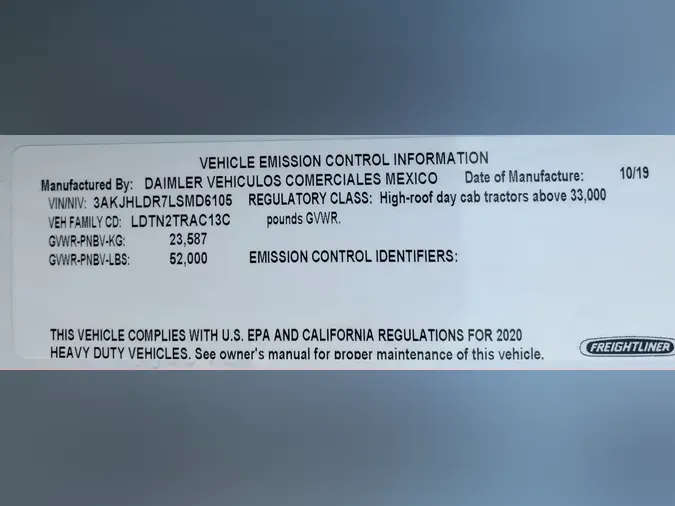 VEHICLE EMISSION CONTROL INFORMATION
Manufactured By: DAIMLER VEHICULOS COMERCIALES MEXICO Date of Manufacture: 10/19
VIN/NIV: 3AKJHLDR7LSMD6105 REGULATORY CLASS: High-roof day cab tractors above 33,000
VEH FAMILY CD: LDTN2TRAC13C pounds GVWR.
GVWR-PNBV-KG: 23,587
GVWR-PNBV-LBS: 52,000 EMISSION CONTROL IDENTIFIERS:
THIS VEHICLE COMPLIES WITH U.S. EPA AND CALIFORNIA REGULATIONS FOR 2020
HEAVY DUTY VEHICLES. See owner's manual for proper maintenance of this vehicle.
FREIGHTLINER